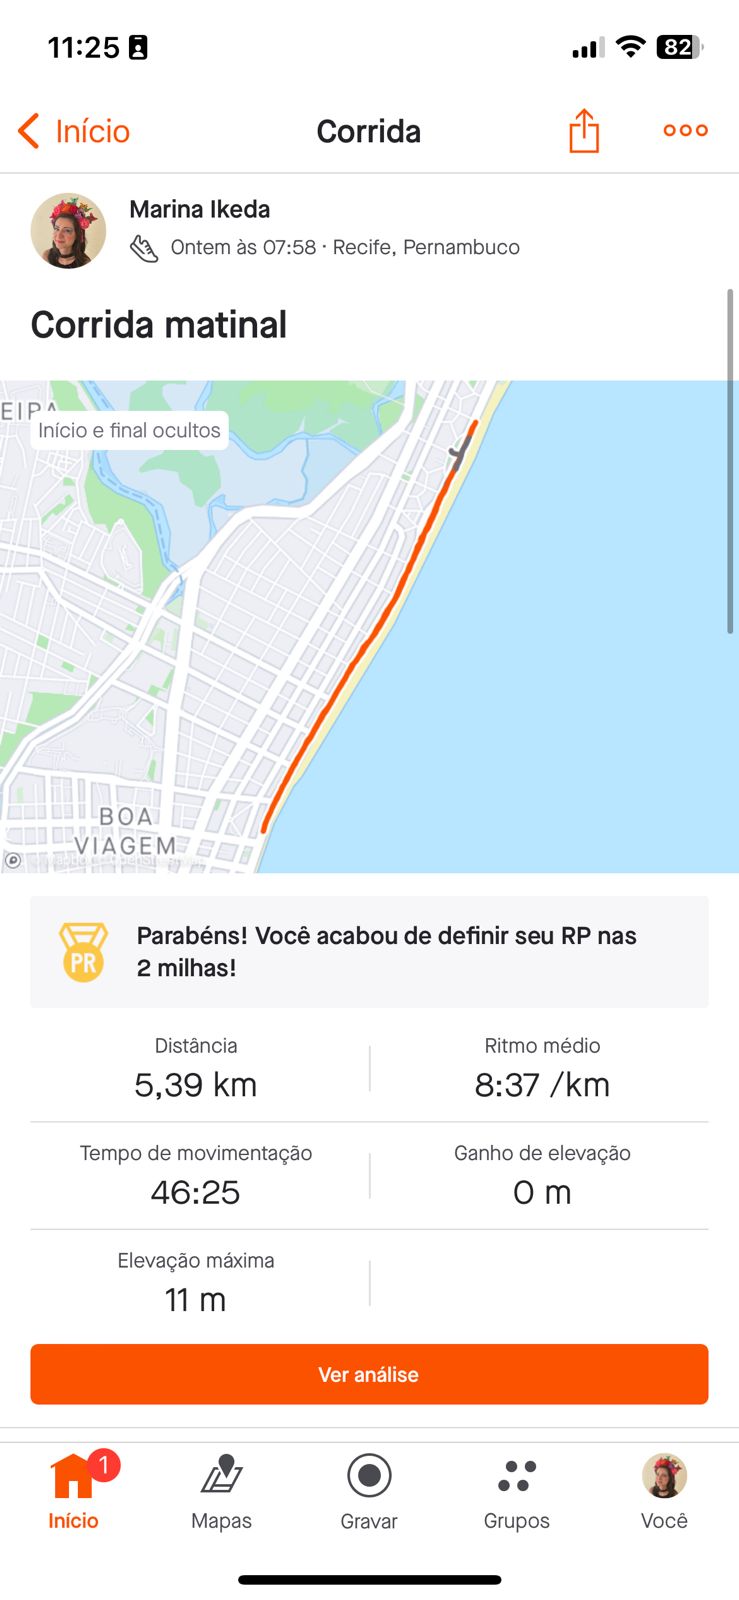 11:25
82
Início
Corrida
Marina Ikeda
Ontem às 07:58 · Recife, Pernambuco
Corrida matinal
EIRA
Início e final ocultos
BOA
VIAGEM
Parabéns! Você acabou de definir seu RP nas
2 milhas!
PR
Distância
5,39 km
Ritmo médio
8:37 /km
Tempo de movimentação
46:25
Ganho de elevação
0 m
Elevação máxima
11 m
Ver análise
1
Início
Mapas
Gravar
Grupos
Você